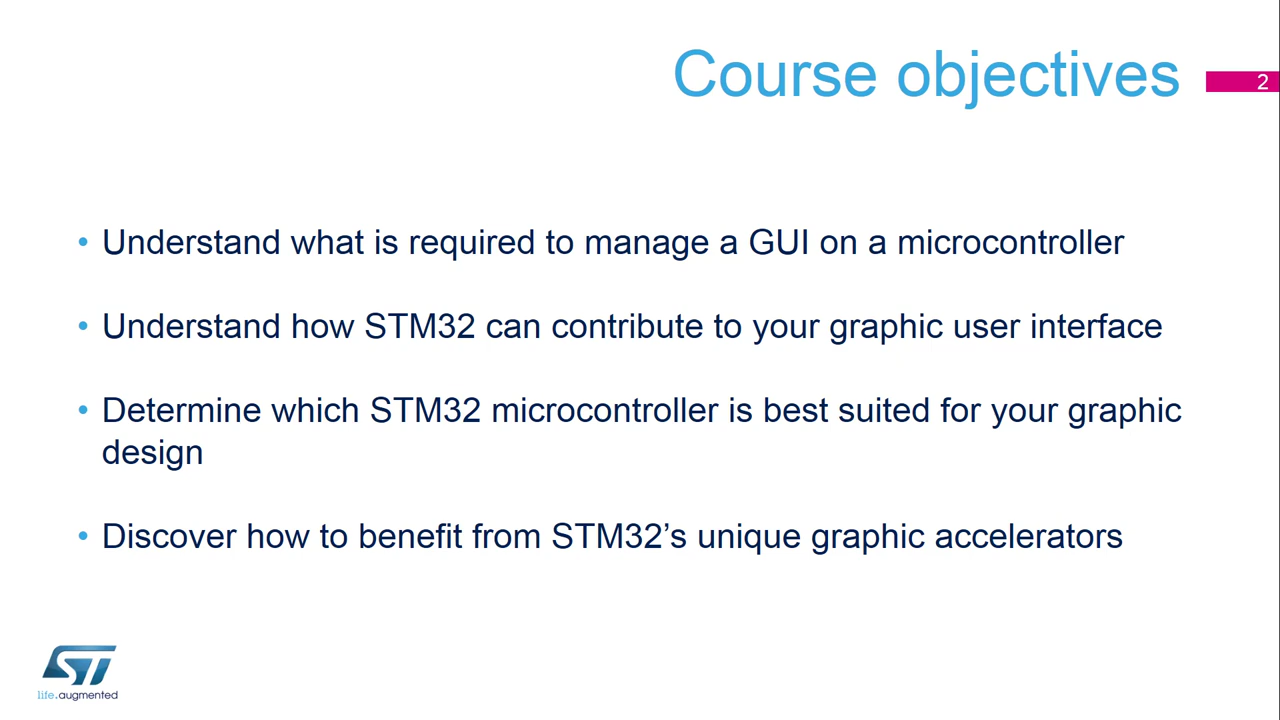 Course objectives
2
• Understand what is required to manage a GUI on a microcontroller
• Understand how STM32 can contribute to your graphic user interface
• Determine which STM32 microcontroller is best suited for your graphic
design
• Discover how to benefit from STM32’s unique graphic accelerators
ST
life.augmented